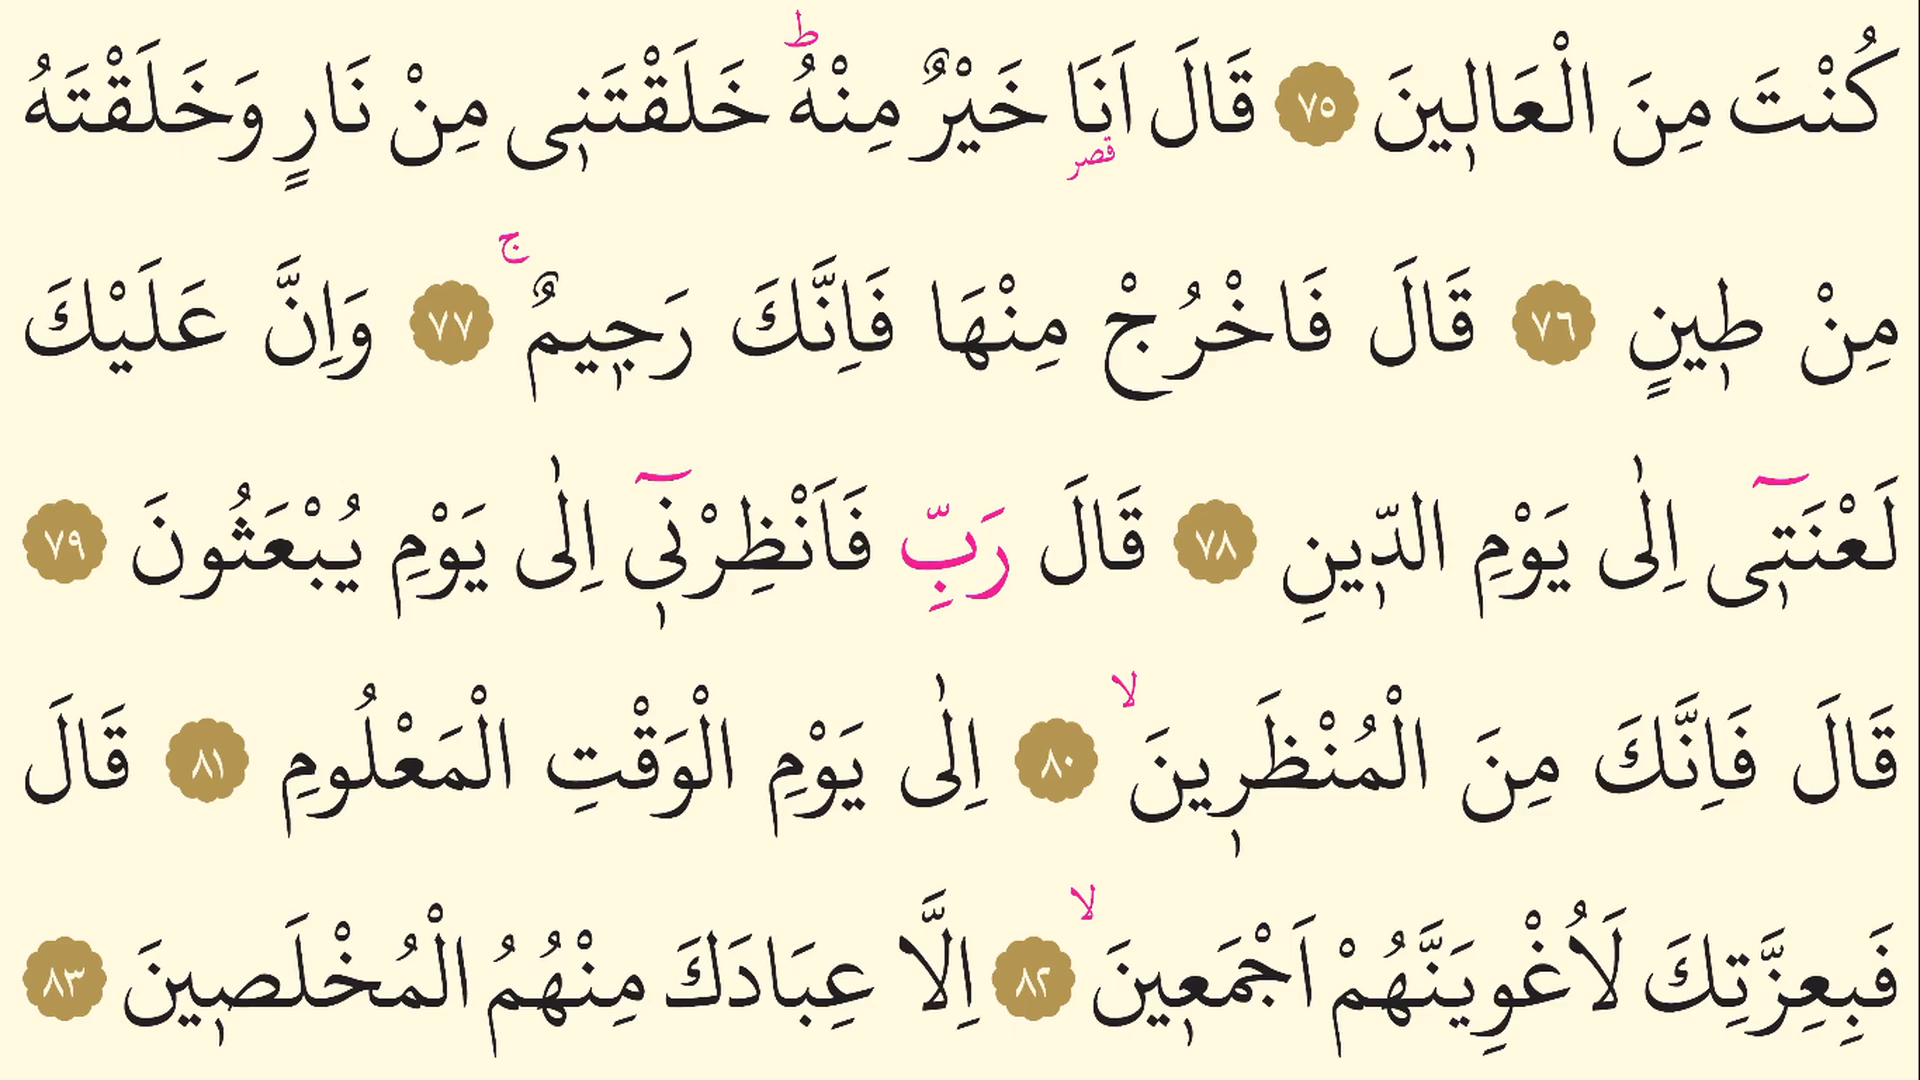 كُنْتَ مِنَ الْعَالٖينَ ﴿٧٥﴾ قَالَ اَنَا۬ قصر خَيْرٌ مِنْهُۜ خَلَقْتَنٖى مِنْ نَارٍ وَخَلَقْتَهُ
مِنْ طٖينٍ ﴿٧٦﴾ قَالَ فَاخْرُجْ مِنْهَا فَاِنَّكَ رَجٖيمٌۚ ﴿٧٧﴾ وَاِنَّ عَلَيْكَ
لَعْنَتٖٓى اِلٰى يَوْمِ الدّٖينِ ﴿٧٨﴾ قَالَ رَبِّ فَاَنْظِرْنٖٓى اِلٰى يَوْمِ يُبْعَثُونَ ﴿٧٩﴾
قَالَ فَاِنَّكَ مِنَ الْمُنْظَرٖينَۙ ﴿٨٠﴾ اِلٰى يَوْمِ الْوَقْتِ الْمَعْلُومِ ﴿٨١﴾ قَالَ
فَبِعِزَّتِكَ لَاُغْوِيَنَّهُمْ اَجْمَعٖينَۙ ﴿٨٢﴾ اِلَّا عِبَادَكَ مِنْهُمُ الْمُخْلَصٖينَ ﴿٨٣﴾